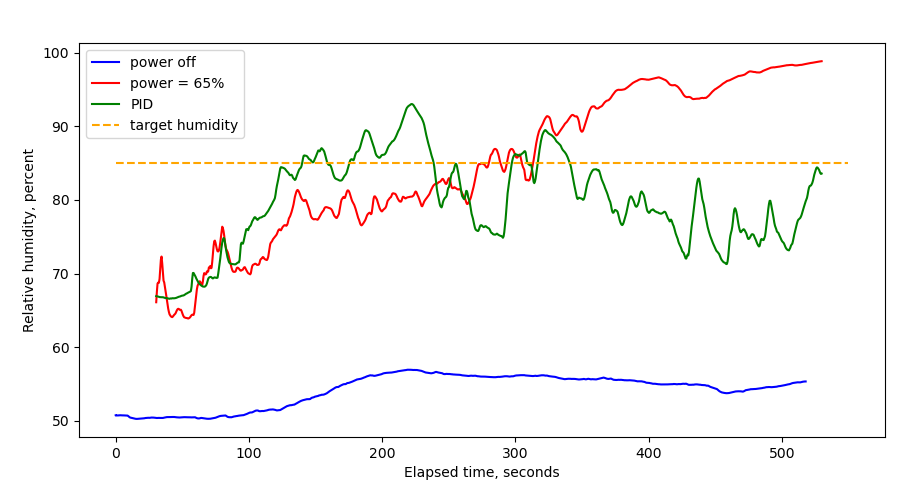 100
90
80
70
60
50
Relative humidity, percent
power off
power = 65%
PID
target humidity
0 100 200 300 400 500
Elapsed time, seconds